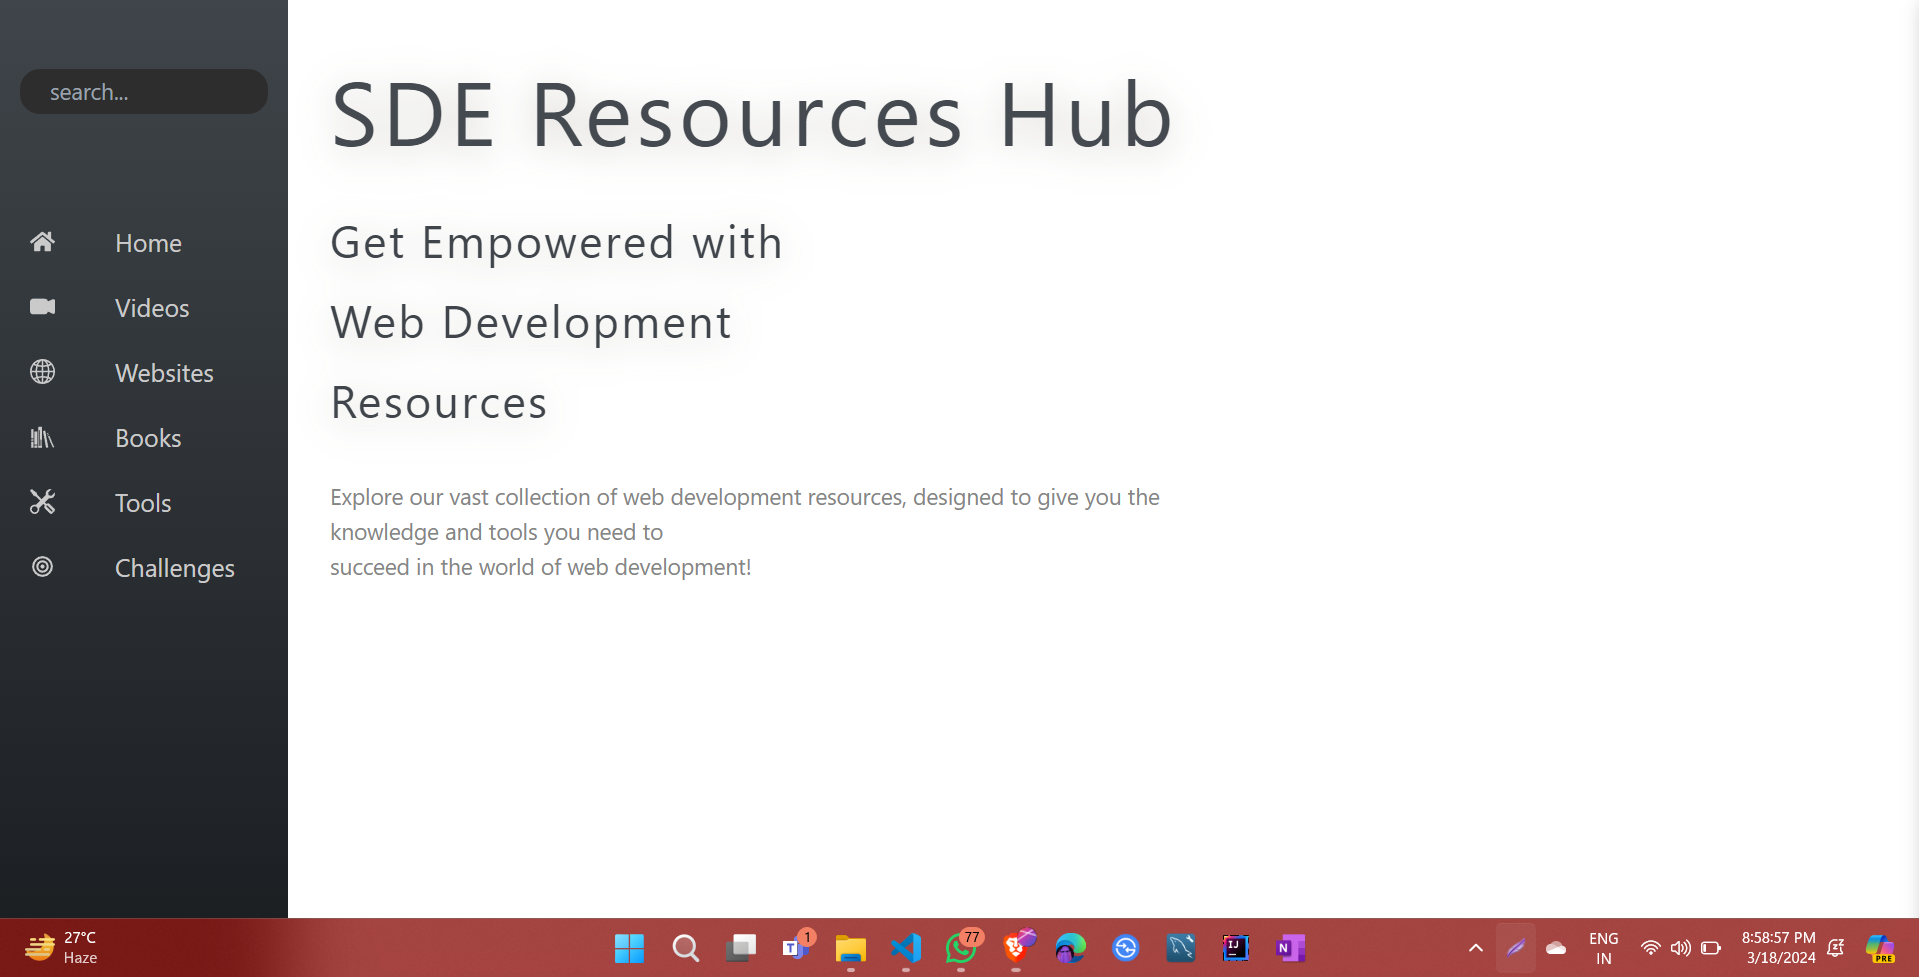 search...
Home
Videos
Websites
Books
Tools
Challenges
SDE Resources Hub
Get Empowered with
Web Development
Resources
Explore our vast collection of web development resources, designed to give you the
knowledge and tools you need to
succeed in the world of web development!
27°C
Haze
T
1
77
IJ
N
ENG
IN
8:58:57 PM
3/18/2024
PRE